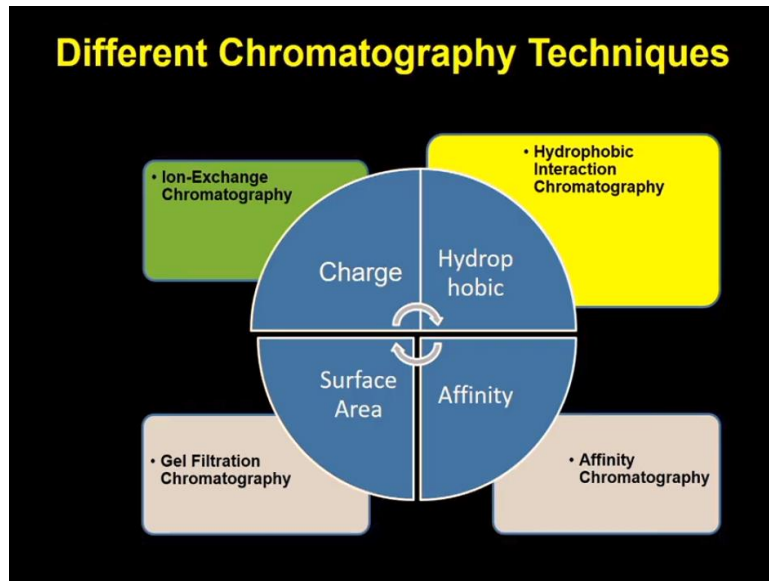 Different Chromatography Techniques
• Ion-Exchange
Chromatography
• Hydrophobic
Interaction
Chromatography
Charge
Hydrop
hobic
Surface
Area
Affinity
• Gel Filtration
Chromatography
• Affinity
Chromatography